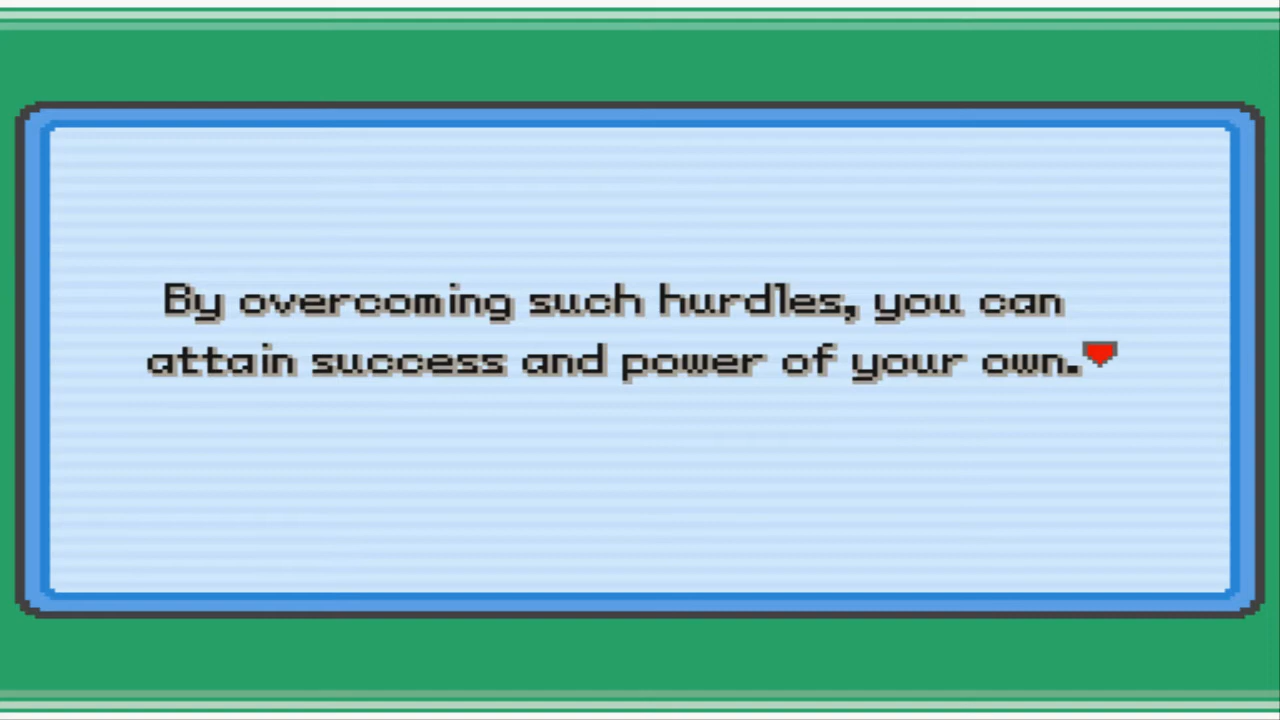 By overcoming such hurdles, you can
attain success and power of your own.